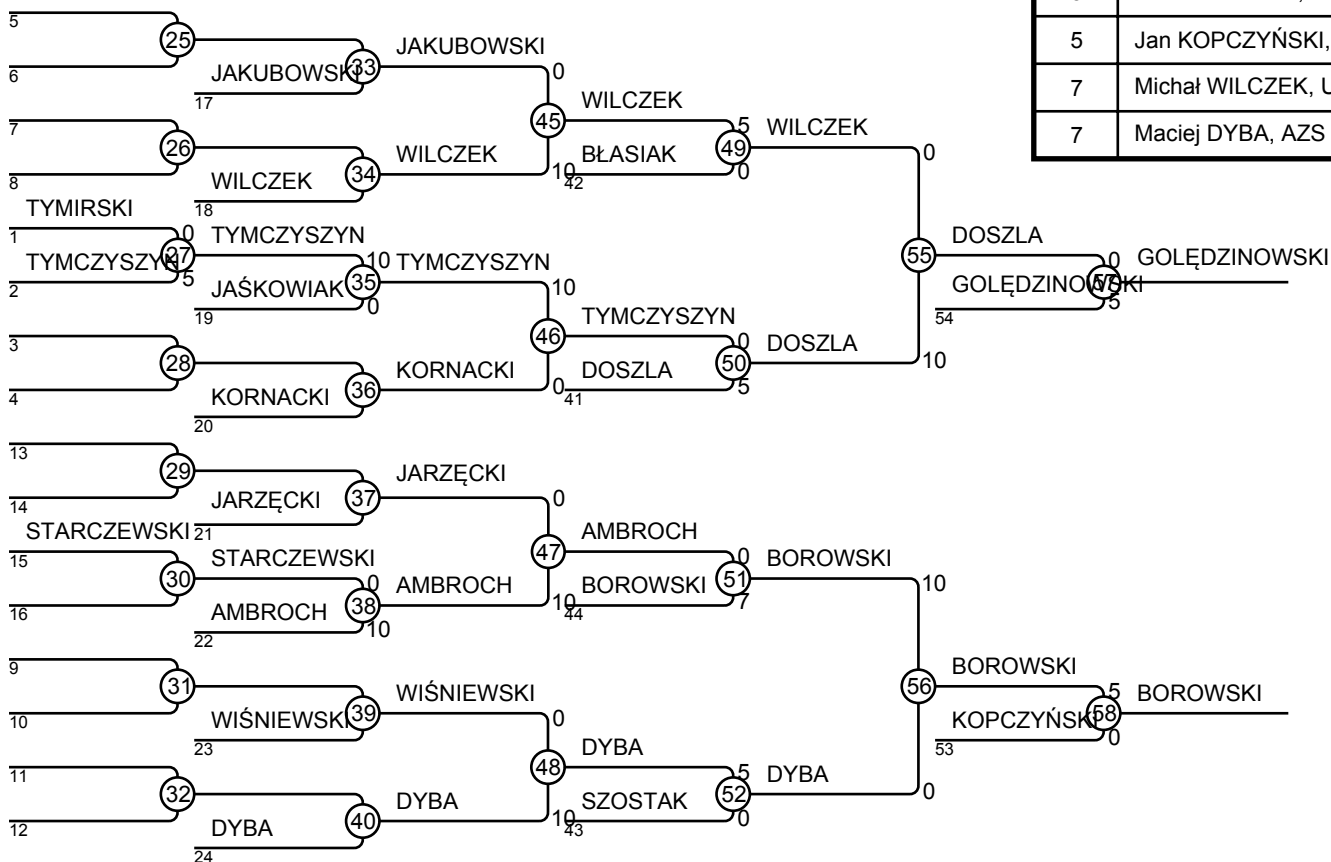 5
25
6
JAKUBOWSKI
17
33
JAKUBOWSKI
0
7
26
8
WILCZEK
18
34
WILCZEK
10
45
WILCZEK
5
BŁASIAK
42
0
49
WILCZEK
0
TYMIRSKI
1
0
TYMCZYSZYN
2
5
27
TYMCZYSZYN
10
JAŚKOWIAK
19
0
35
TYMCZYSZYN
10
3
28
4
KORNACKI
20
36
KORNACKI
0
46
TYMCZYSZYN
0
DOSZLA
41
5
50
DOSZLA
10
55
DOSZLA
0
GOLĘDZINOWSKI
54
5
57
GOLĘDZINOWSKI
13
29
14
JARZĘCKI
21
37
JARZĘCKI
0
STARCZEWSKI
15
30
16
STARCZEWSKI
0
AMBROCH
22
10
38
AMBROCH
10
47
AMBROCH
0
BOROWSKI
44
7
51
BOROWSKI
10
9
31
10
WIŚNIEWSKI
23
39
WIŚNIEWSKI
0
11
32
12
DYBA
24
40
DYBA
10
48
DYBA
5
SZOSTAK
43
0
52
DYBA
0
56
BOROWSKI
5
KOPCZYŃSKI
53
0
58
BOROWSKI
5 Jan KOPCZYŃSKI,
7 Michał WILCZEK, U
7 Maciej DYBA, AZS